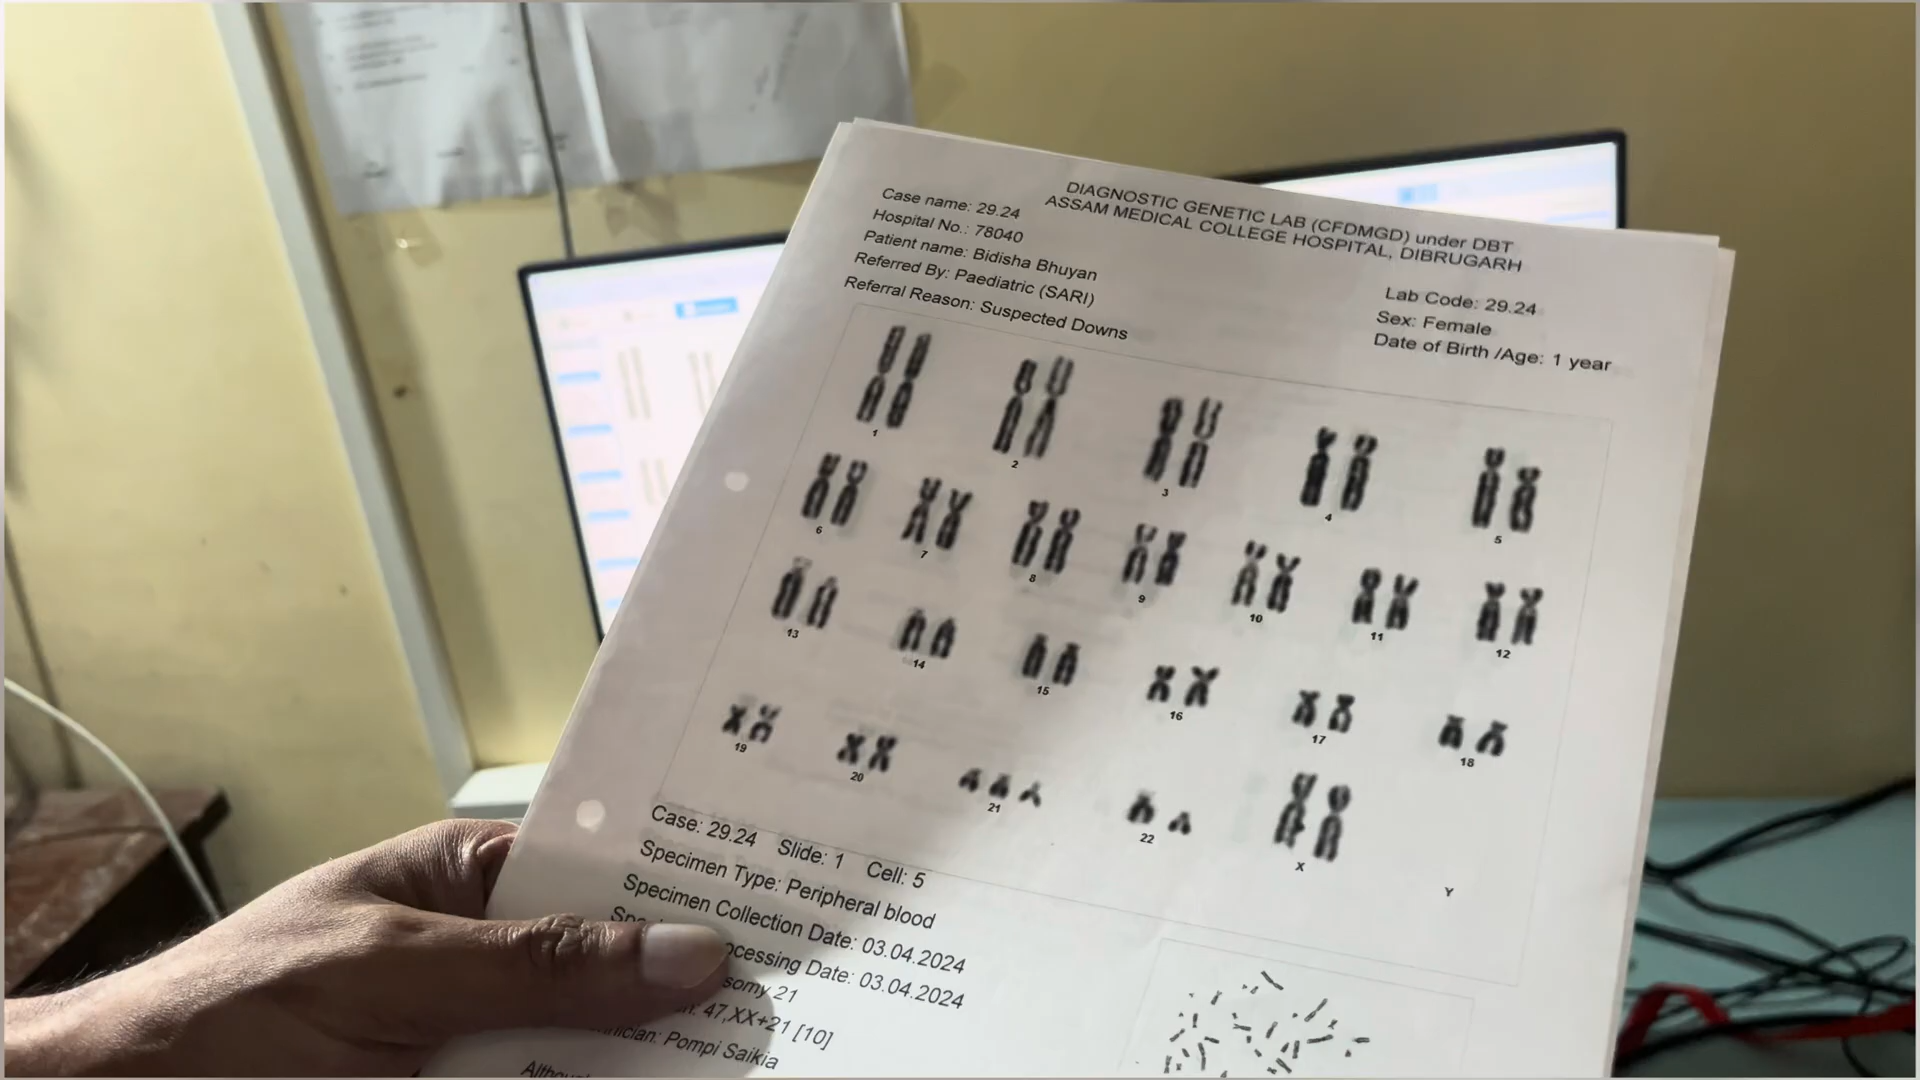 DIAGNOSTIC GENETIC LAB (CFDMGD) under DBT
ASSAM MEDICAL COLLEGE HOSPITAL, DIBRUGARH
Case name: 29.24
Hospital No.: 78040
Patient name: Bidisha Bhuyan
Referred By: Paediatric (SARI)
Referral Reason: Suspected Downs
Lab Code: 29.24
Sex: Female
Date of Birth /Age: 1 year
1 2 3 4 5
6 7 8 9 10 11 12
13 14 15 16 17 18
19 20 21 22 X Y
Case: 29.24 Slide: 1 Cell: 5
Specimen Type: Peripheral blood
Specimen Collection Date: 03.04.2024
Processing Date: 03.04.2024
somy 21
47,XX+21 [10]
Pompi Saikia